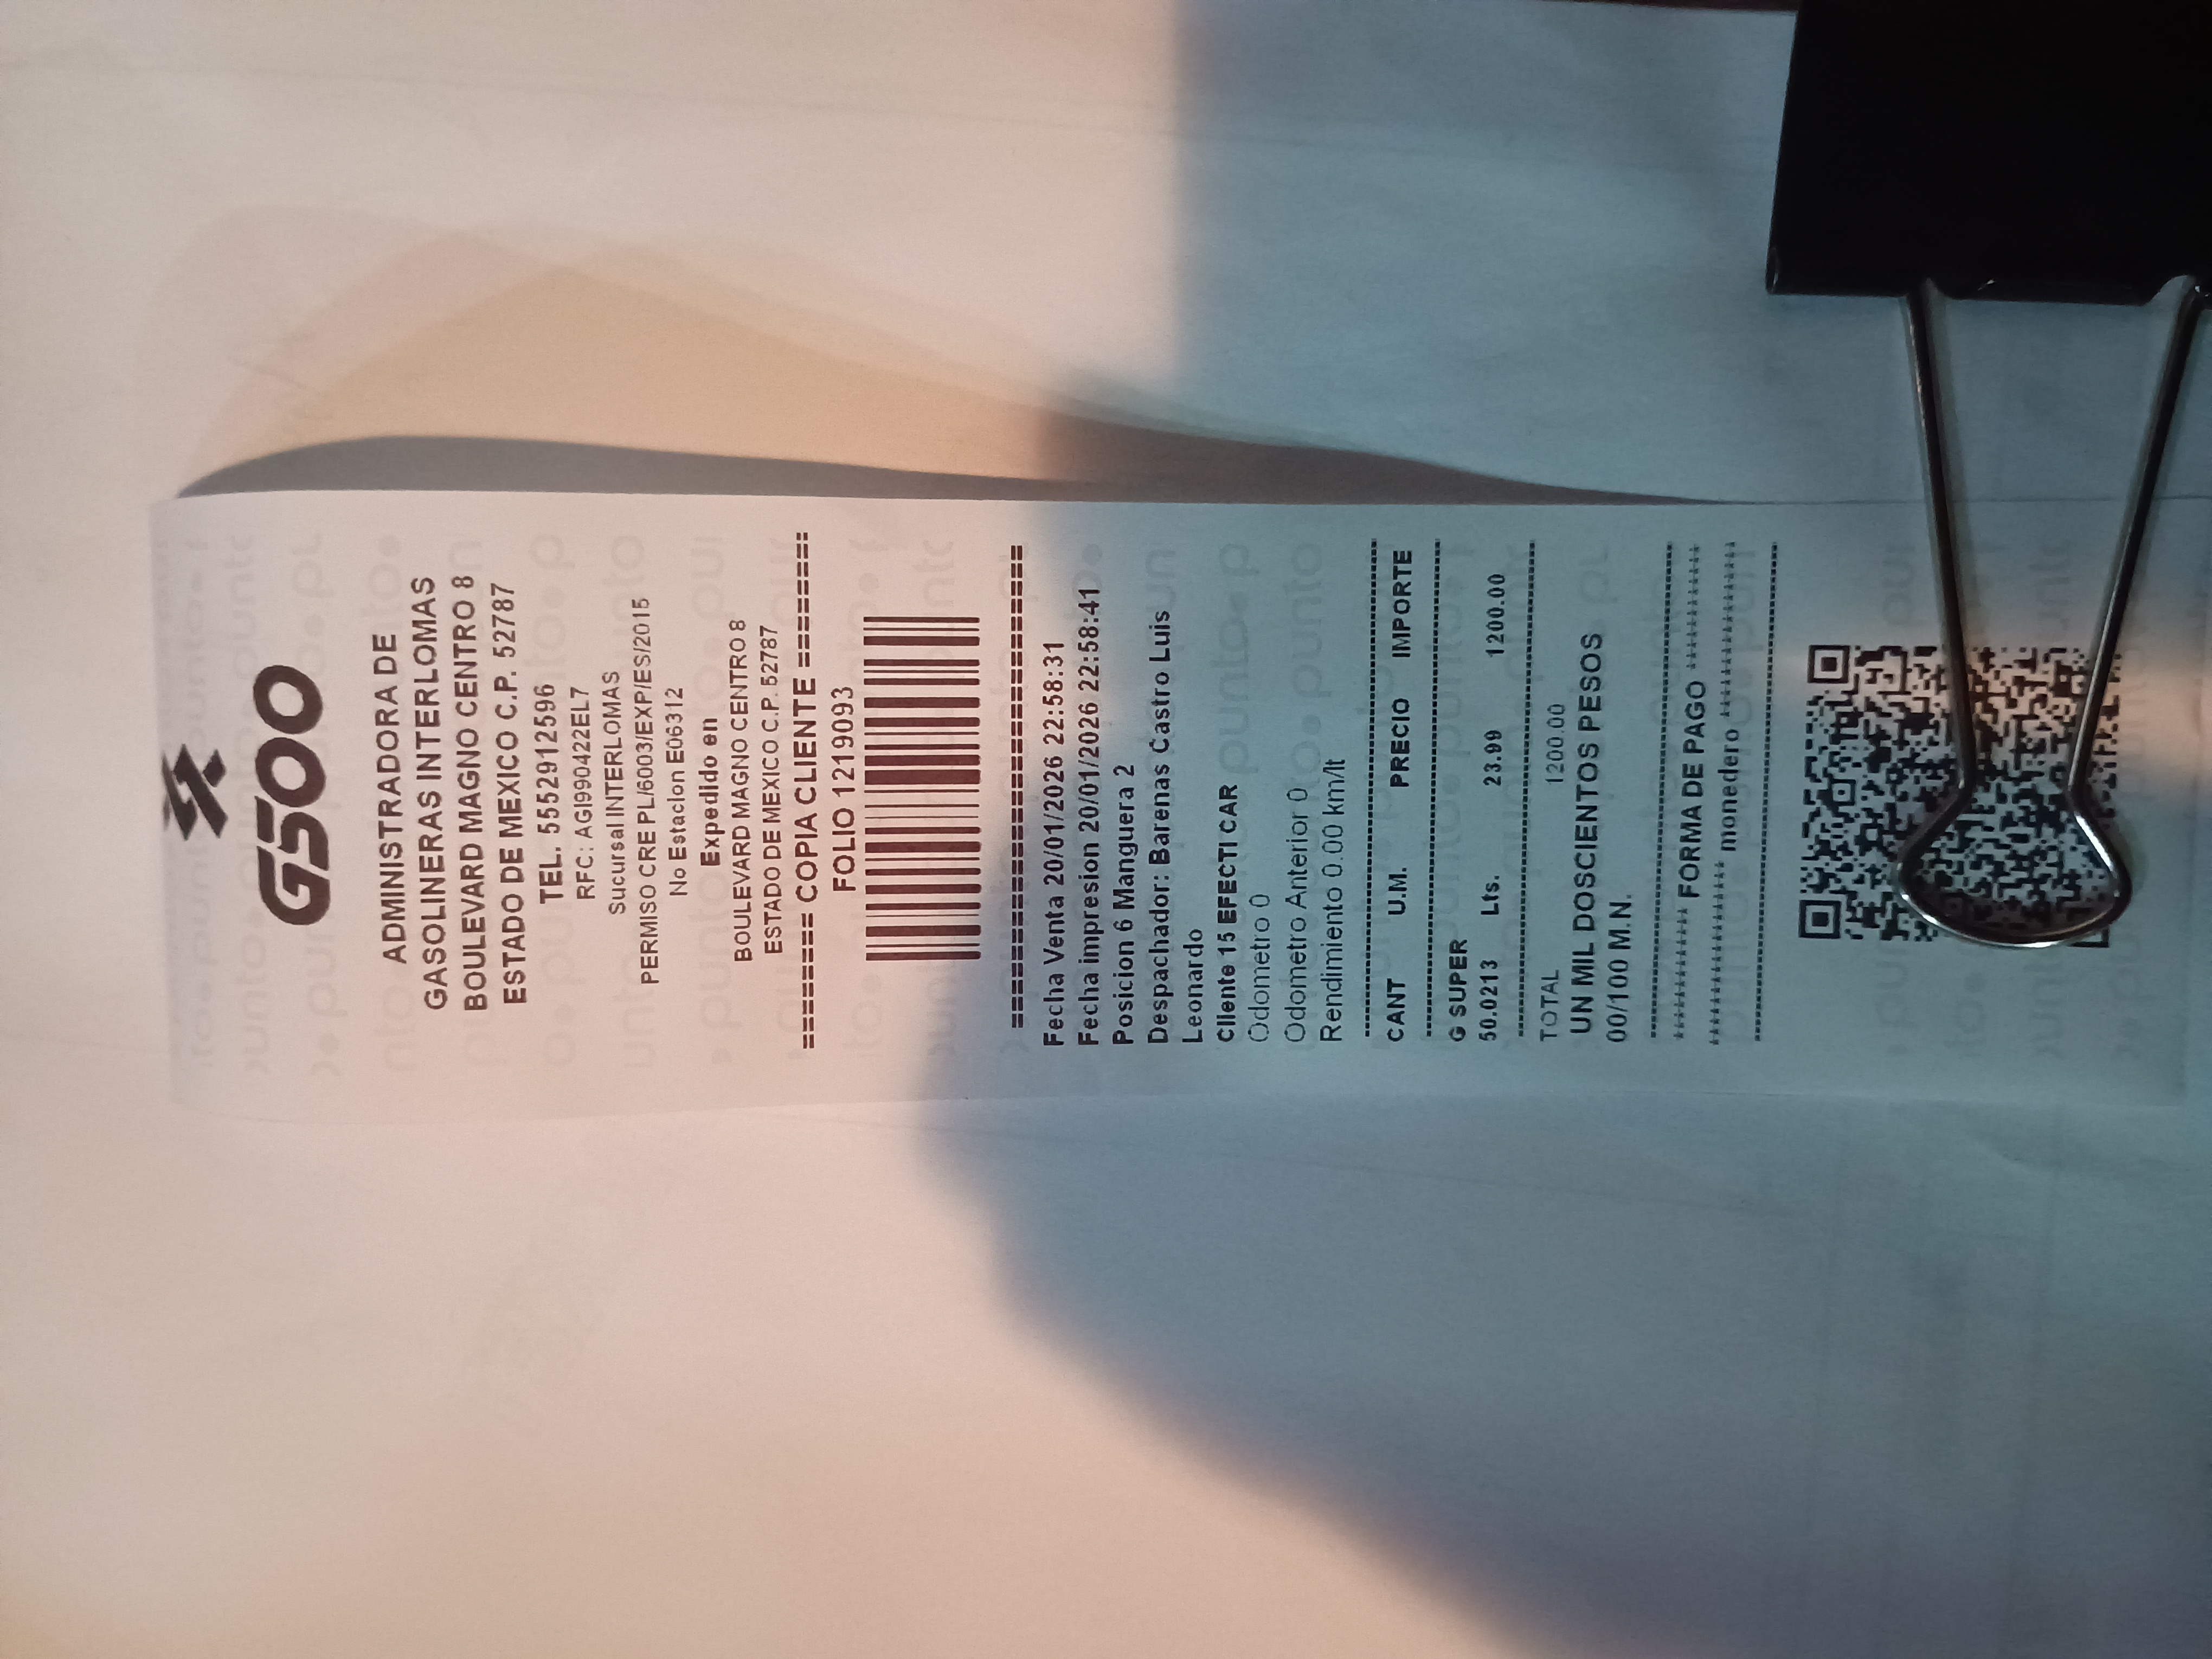 G500
ADMINISTRADORA DE
GASOLINERAS INTERLOMAS
BOULEVARD MAGNO CENTRO 8
ESTADO DE MEXICO C.P. 52787
TEL. 5552912596
RFC: AGI990422EL7
Sucursal INTERLOMAS
PERMISO CRE PL/6003/EXP/ES/2015
No Estacion E06312
Expedido en
BOULEVARD MAGNO CENTRO 8
ESTADO DE MEXICO C.P. 52787
======== COPIA CLIENTE ========
FOLIO 1219093
Fecha Venta 20/01/2026 22:58:31
Fecha impresion 20/01/2026 22:58:41
Posicion 6 Manguera 2
Despachador: Barenas Castro Luis
Leonardo
Cliente 15 EFECTI CAR
Odometro 0
Odometro Anterior 0
Rendimiento 0.00 km/lt
CANT U.M. PRECIO IMPORTE
G SUPER
50.0213 Lts. 23.99 1200.00
TOTAL 1200.00
UN MIL DOSCIENTOS PESOS
00/100 M.N.
*********** FORMA DE PAGO ***********
*************** monedero ***************